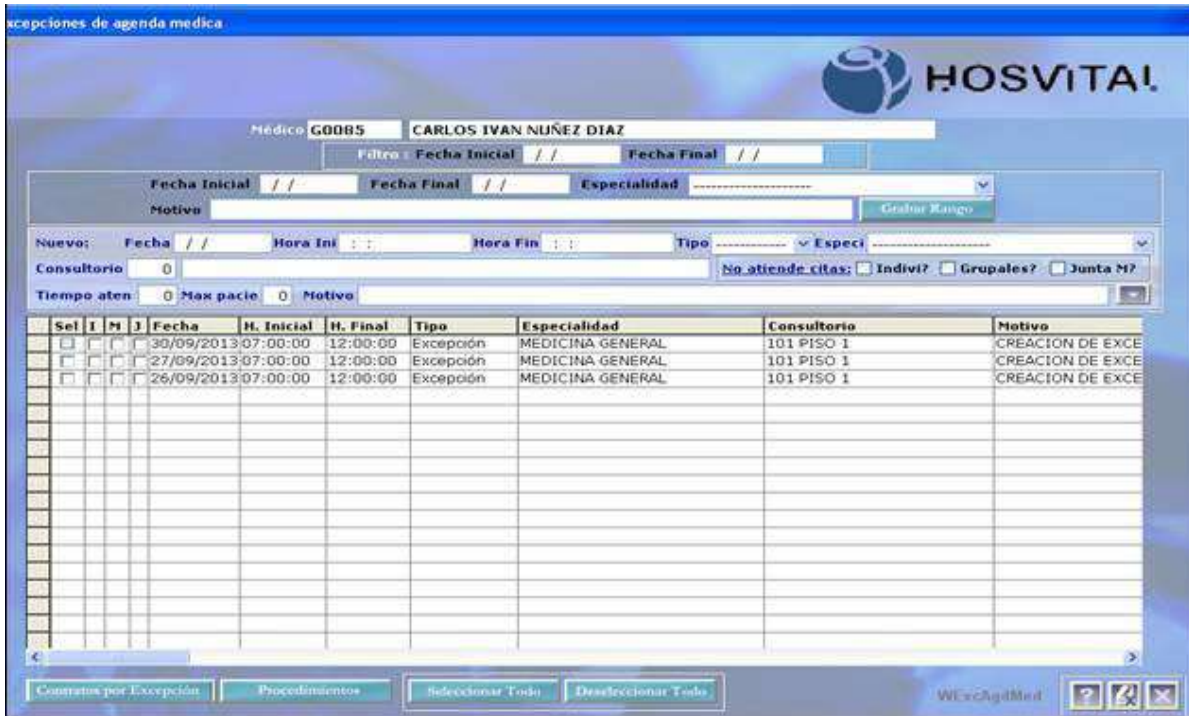 xcepciones de agenda medica
HOSVITAL
Médico G0085 CARLOS IVAN NUÑEZ DIAZ
Filtro : Fecha Inicial / / Fecha Final / /
Fecha Inicial / / Fecha Final / / Especialidad --------------------
Motivo Grabar Rango
Nuevo: Fecha / / Hora Ini : : Hora Fin : : Tipo ------------ Especi --------------------
Consultorio 0 No atiende citas: Indivi? Grupales? Junta M?
Tiempo aten 0 Max pacie 0 Motivo
Sel I M J Fecha H. Inicial H. Final Tipo Especialidad Consultorio Motivo
30/09/2013 07:00:00 12:00:00 Excepción MEDICINA GENERAL 101 PISO 1 CREACION DE EXCE
27/09/2013 07:00:00 12:00:00 Excepción MEDICINA GENERAL 101 PISO 1 CREACION DE EXCE
26/09/2013 07:00:00 12:00:00 Excepción MEDICINA GENERAL 101 PISO 1 CREACION DE EXCE
Contratos por Excepción Procedimientos Seleccionar Todo Deseleccionar Todo WExcAgdMed ?